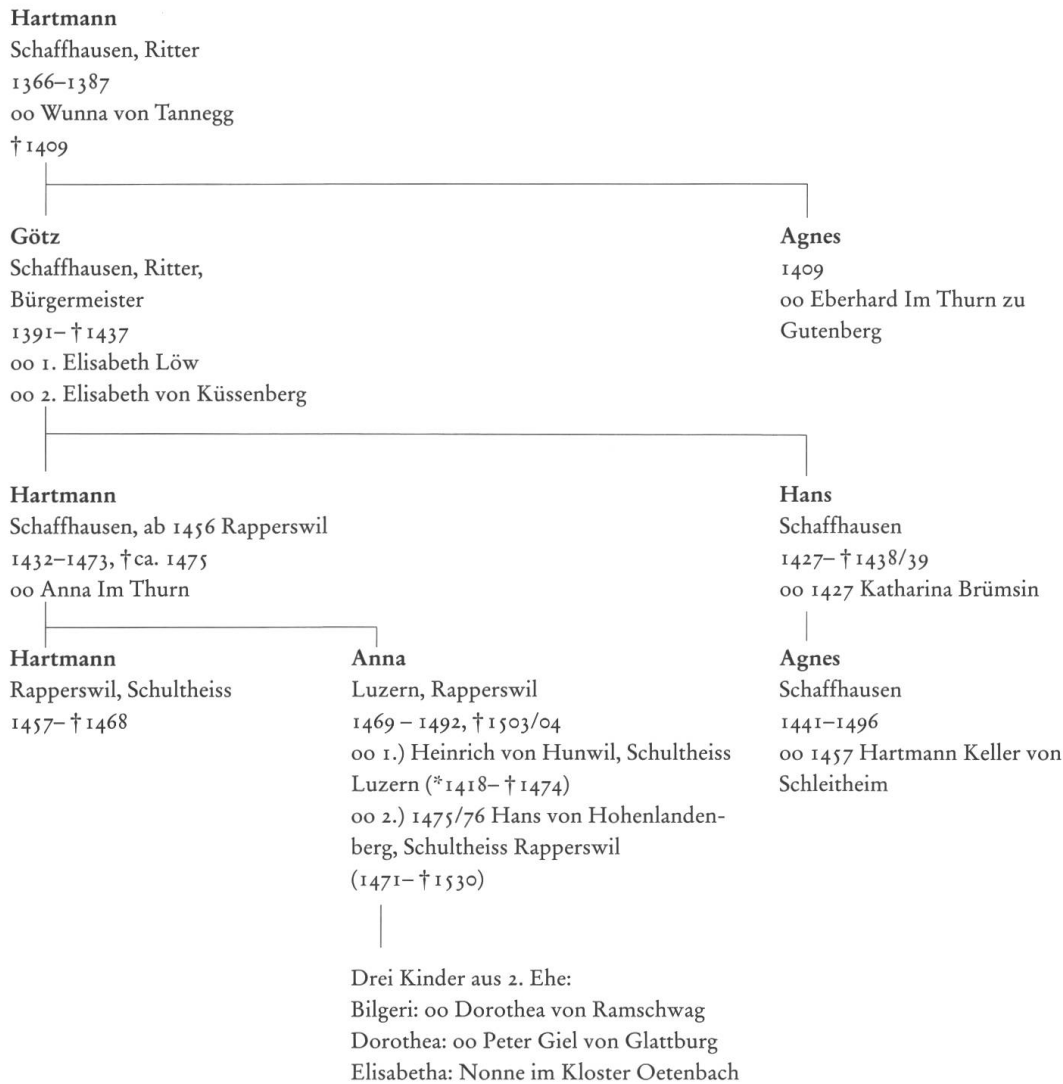 Hartmann
Schaffhausen, Ritter
1366–1387
oo Wunna von Tannegg
†1409
Götz
Schaffhausen, Ritter,
Bürgermeister
1391–†1437
oo 1. Elisabeth Löw
oo 2. Elisabeth von Küssenberg
Agnes
1409
oo Eberhard Im Thurn zu
Gutenberg
Hartmann
Schaffhausen, ab 1456 Rapperswil
1432–1473, †ca. 1475
oo Anna Im Thurn
Hans
Schaffhausen
1427–†1438/39
oo 1427 Katharina Brümsin
Hartmann
Rapperswil, Schultheiss
1457–†1468
Anna
Luzern, Rapperswil
1469 – 1492, †1503/04
oo 1.) Heinrich von Hunwil, Schultheiss
Luzern (*1418–†1474)
oo 2.) 1475/76 Hans von Hohenlanden-
berg, Schultheiss Rapperswil
(1471–†1530)
Agnes
Schaffhausen
1441–1496
oo 1457 Hartmann Keller von
Schleitheim
Drei Kinder aus 2. Ehe:
Bilgeri: oo Dorothea von Ramschwag
Dorothea: oo Peter Giel von Glattburg
Elisabetha: Nonne im Kloster Oetenbach